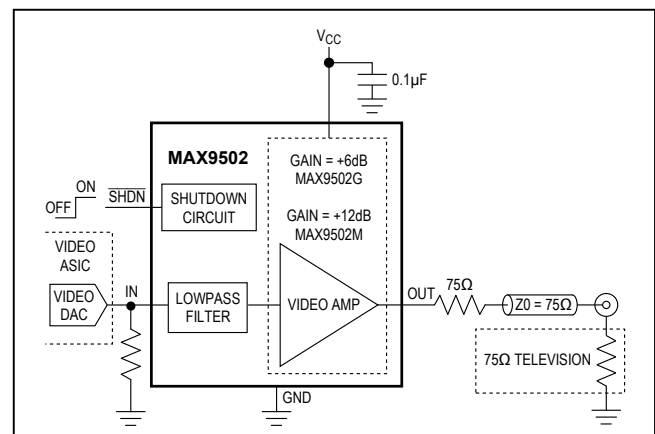 VCC
0.1µF
MAX9502
GAIN = +6dB
MAX9502G
ON
OFF
SHDN
SHUTDOWN
CIRCUIT
GAIN = +12dB
MAX9502M
VIDEO
ASIC
VIDEO
DAC
IN
LOWPASS
FILTER
VIDEO AMP
OUT
75Ω
Z0 = 75Ω
75Ω TELEVISION
GND